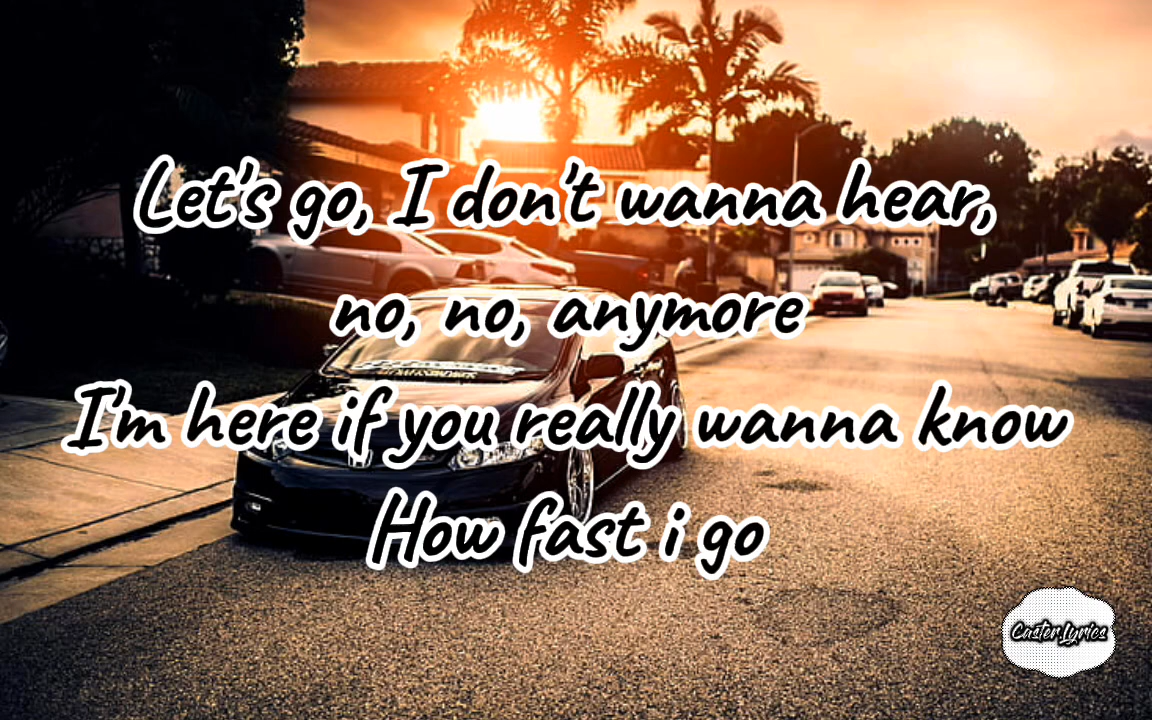 Let's go, I don't wanna hear,
no, no, anymore
I'm here if you really wanna know
How fast i go
Caster.Lyrics